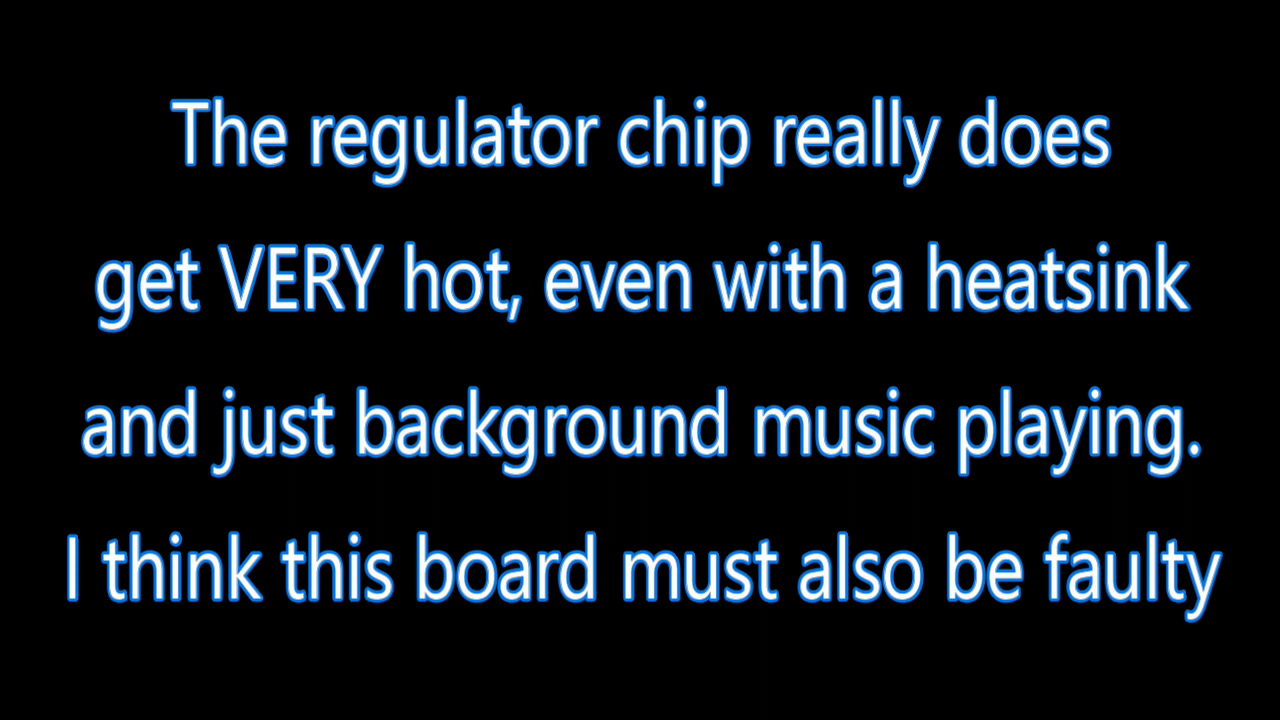 The regulator chip really does
get VERY hot, even with a heatsink
and just background music playing.
I think this board must also be faulty